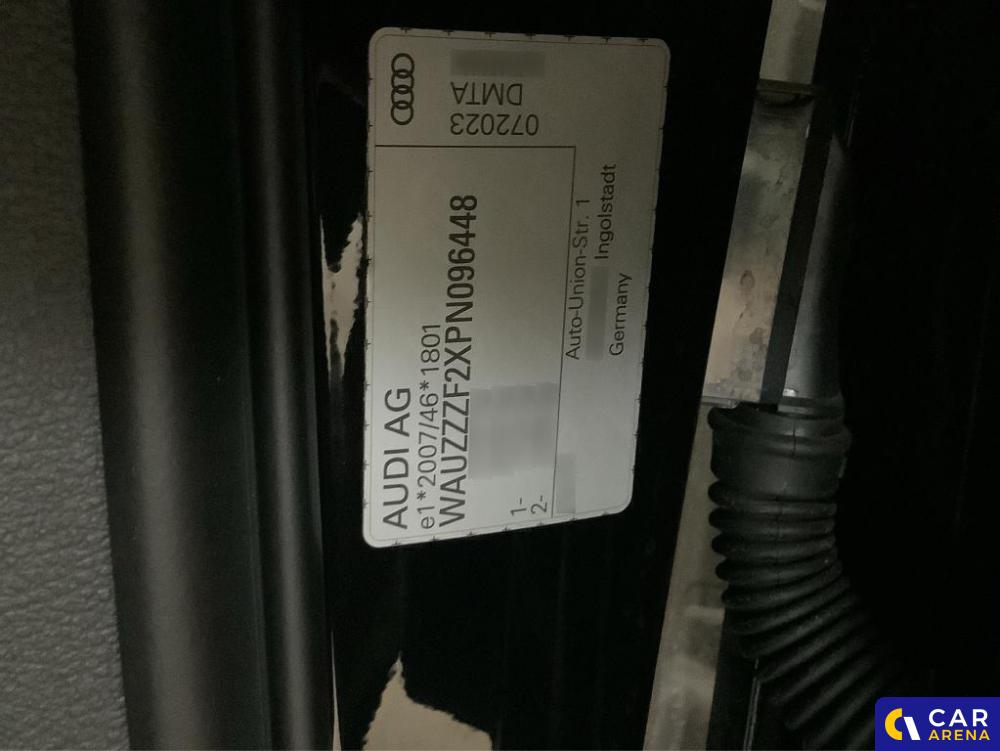 AUDI AG
e1*2007/46*1801
WAUZZZF2XPN096448
1-
2-
Auto-Union-Str. 1
Ingolstadt
Germany
072023
DMTA
CAR
ARENA